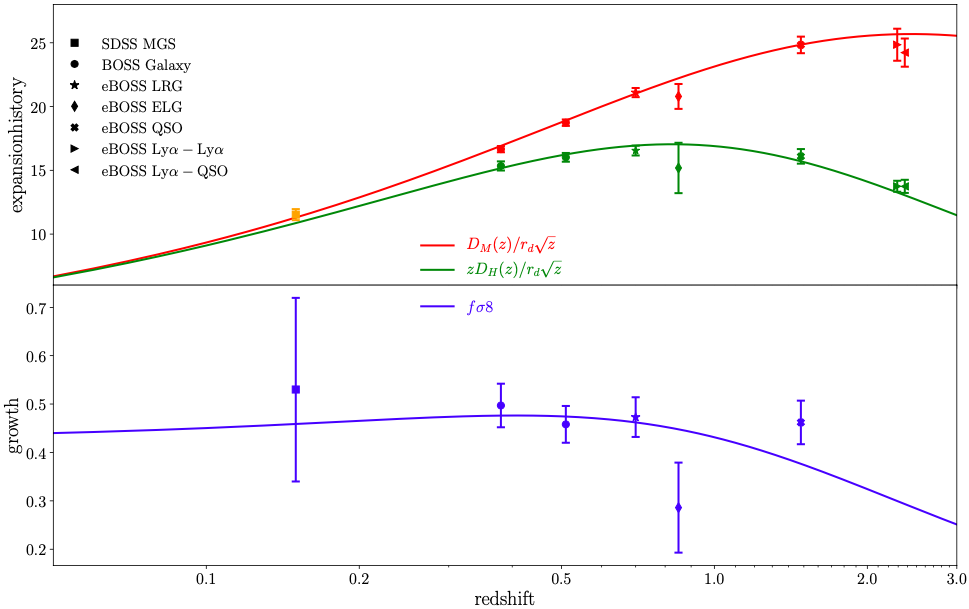 expansionhistory
25
20
15
10
SDSS MGS
BOSS Galaxy
eBOSS LRG
eBOSS ELG
eBOSS QSO
eBOSS Lyα − Lyα
eBOSS Lyα − QSO
D_M(z)/r_d√z
zD_H(z)/r_d√z
growth
0.7
0.6
0.5
0.4
0.3
0.2
fσ8
0.1 0.2 0.5 1.0 2.0 3.0
redshift